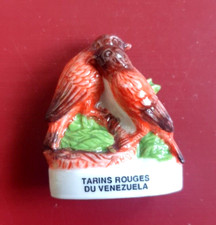 TARINS ROUGES
DU VENEZUELA